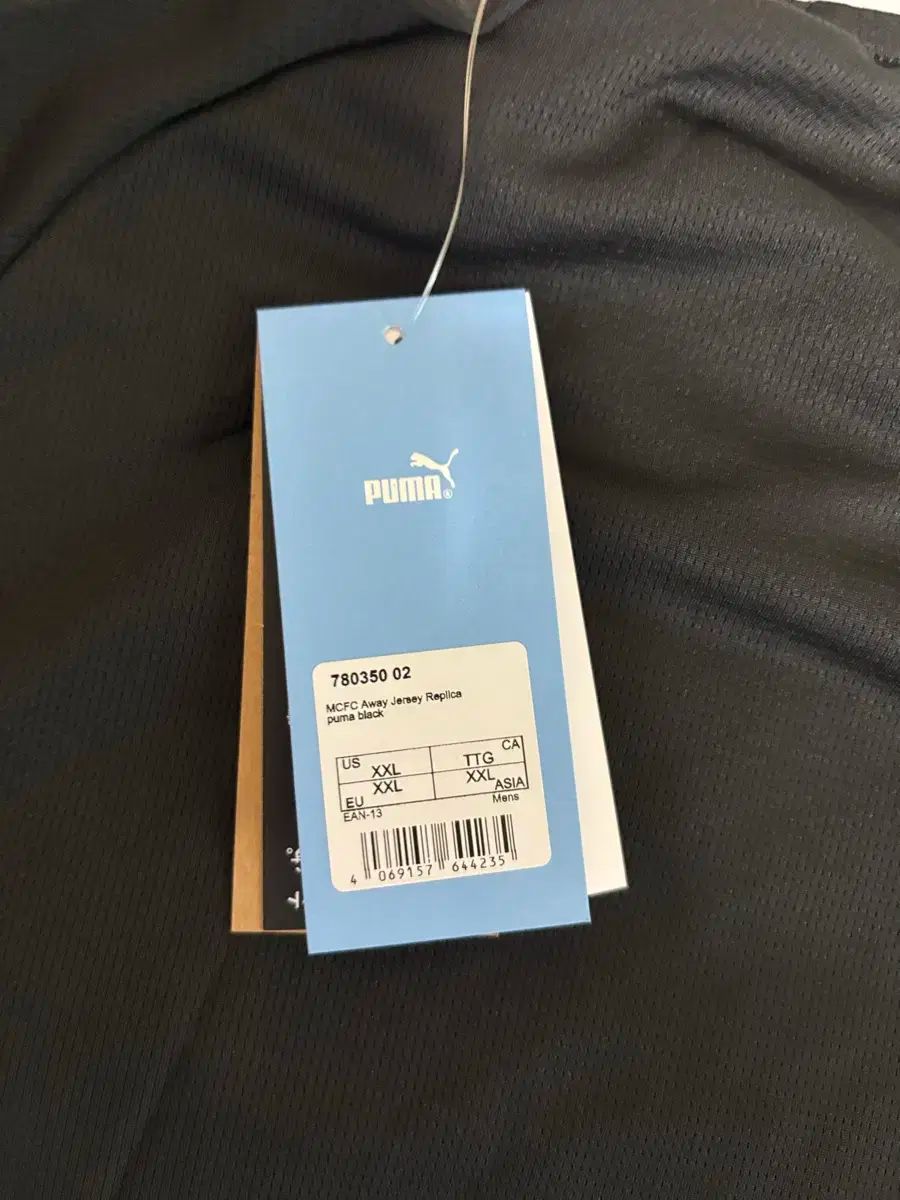 PUMA®
780350 02
MCFC Away Jersey Replica
puma black
US XXL TTG CA
EU XXL XXL ASIA
EAN-13 Mens
4 069157 644235